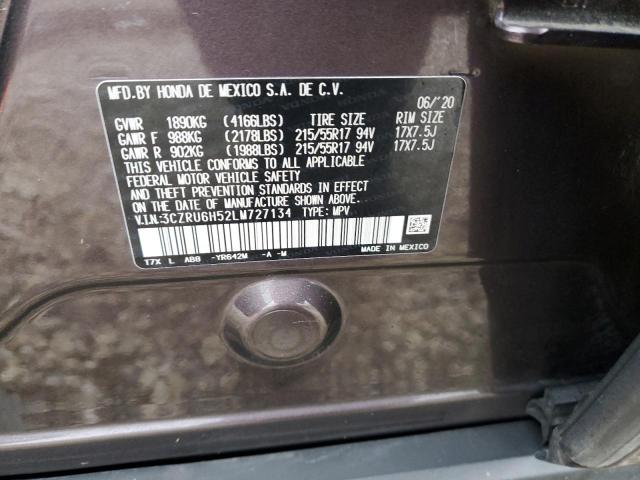 MFD.BY HONDA DE MEXICO S.A. DE C.V.
06/'20
GVWR 1890KG (4166LBS) TIRE SIZE RIM SIZE
GAWR F 988KG (2178LBS) 215/55R17 94V 17X7.5J
GAWR R 902KG (1988LBS) 215/55R17 94V 17X7.5J
THIS VEHICLE CONFORMS TO ALL APPLICABLE
FEDERAL MOTOR VEHICLE SAFETY
AND THEFT PREVENTION STANDARDS IN EFFECT
ON THE DATE OF MANUFACTURE SHOWN ABOVE.
V.I.N:3CZRU6H52LM727134 TYPE: MPV
T7X L ABB -YR642M -A -M MADE IN MEXICO